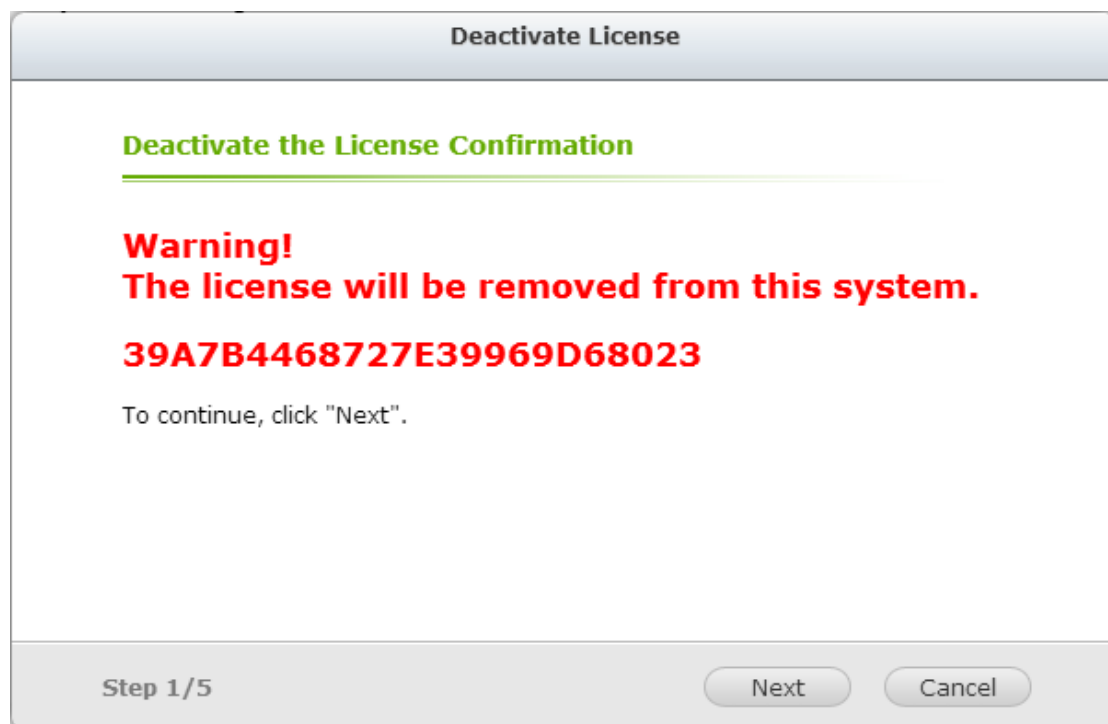 Deactivate License
Deactivate the License Confirmation
Warning!
The license will be removed from this system.
39A7B4468727E39969D68023
To continue, click "Next".
Step 1/5
Next
Cancel